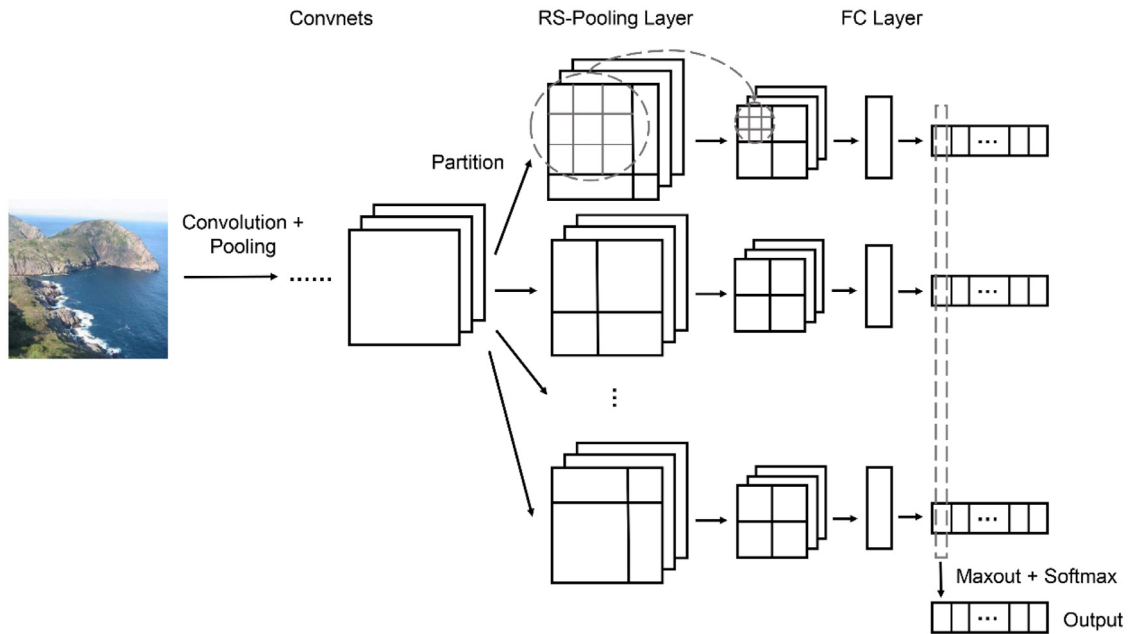 Convnets
RS-Pooling Layer
FC Layer
Partition
Convolution +
Pooling
......
...
...
...
...
Maxout + Softmax
...
Output